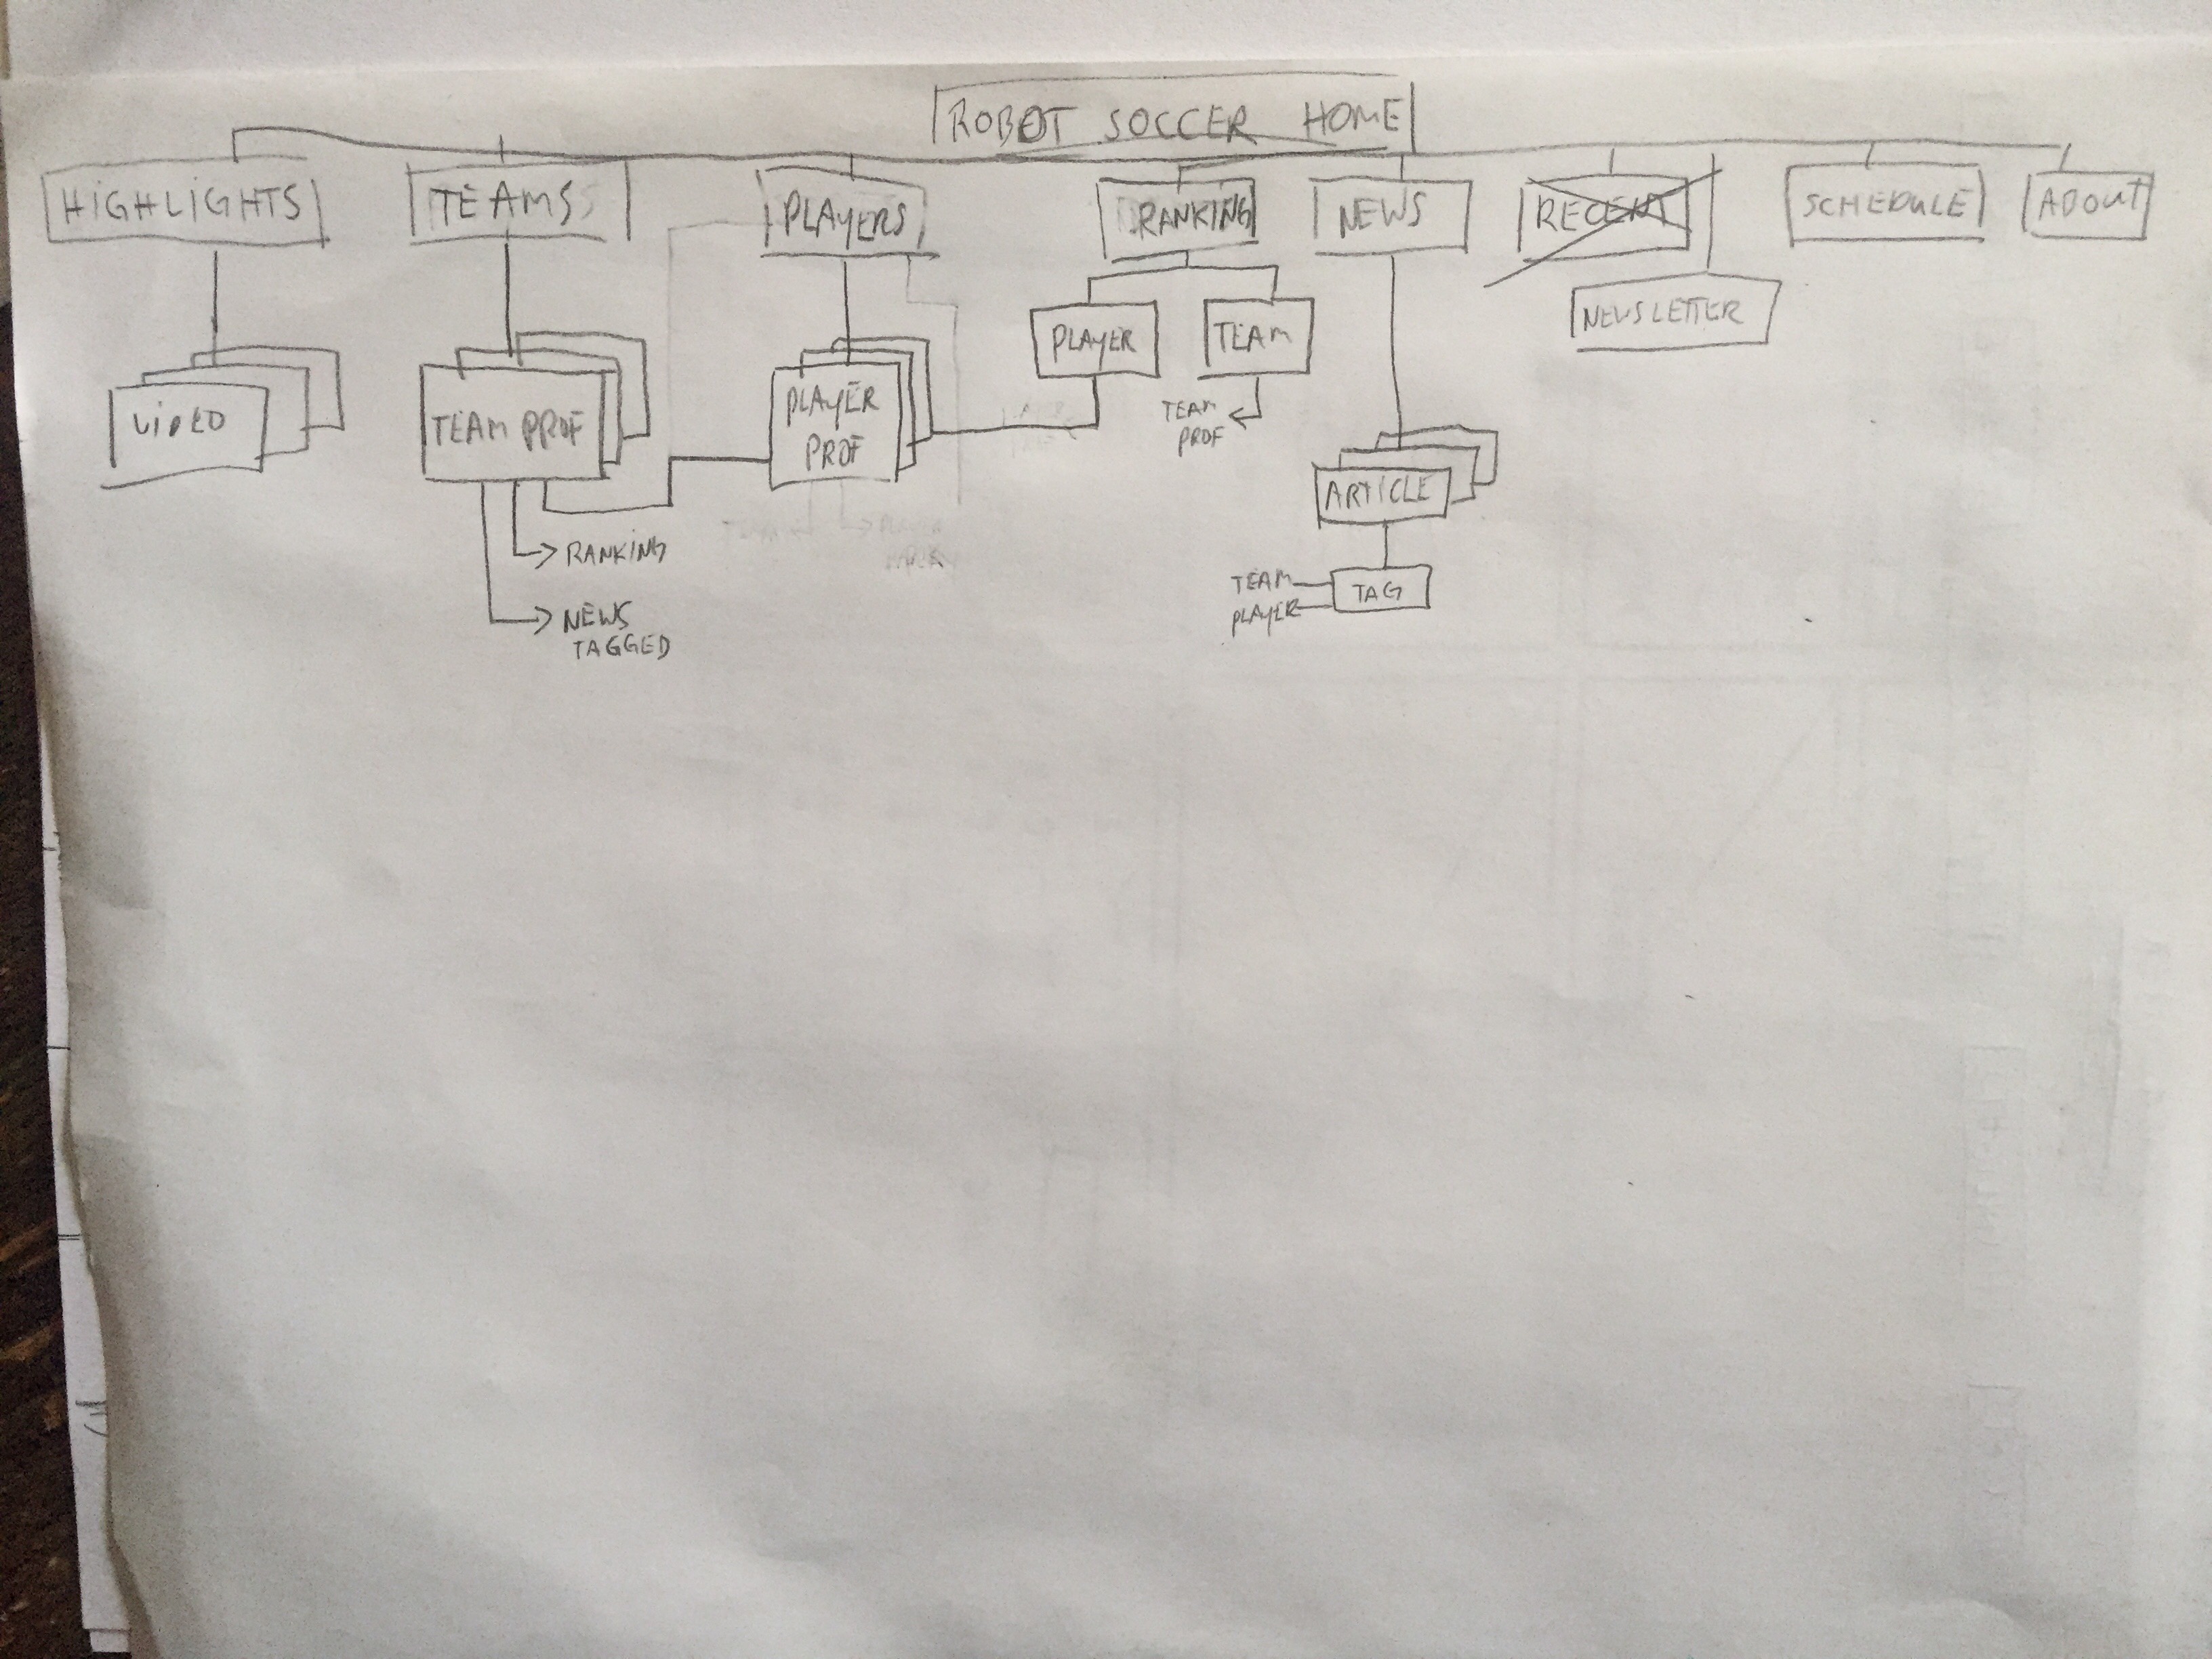 ROBOT SOCCER HOME
HiGHLiGHTS
TEAMS
PLAYERS
RANKING
NEWS
RECENT
SCHEDULE
ABOUT
NEWSLETTER
PLAYER
TEAM
ViDEO
TEAM PROF
PLAYER
PROF
TEAM
PROF
ARTICLE
RANKING
NEWS
TAGGED
TEAM
PLAYER
TAG